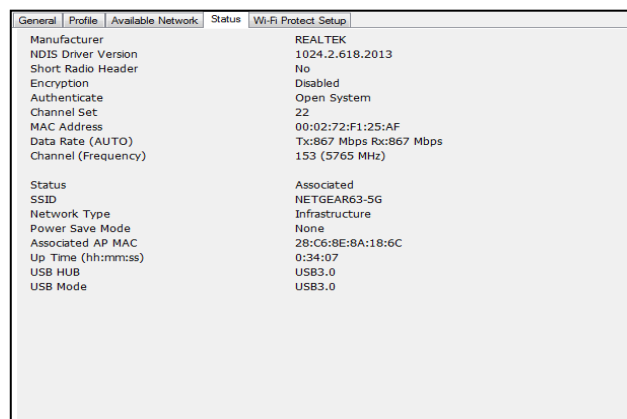 General Profile Available Network Status Wi-Fi Protect Setup
Manufacturer REALTEK
NDIS Driver Version 1024.2.618.2013
Short Radio Header No
Encryption Disabled
Authenticate Open System
Channel Set 22
MAC Address 00:02:72:F1:25:AF
Data Rate (AUTO) Tx:867 Mbps Rx:867 Mbps
Channel (Frequency) 153 (5765 MHz)
Status Associated
SSID NETGEAR63-5G
Network Type Infrastructure
Power Save Mode None
Associated AP MAC 28:C6:8E:8A:18:6C
Up Time (hh:mm:ss) 0:34:07
USB HUB USB3.0
USB Mode USB3.0